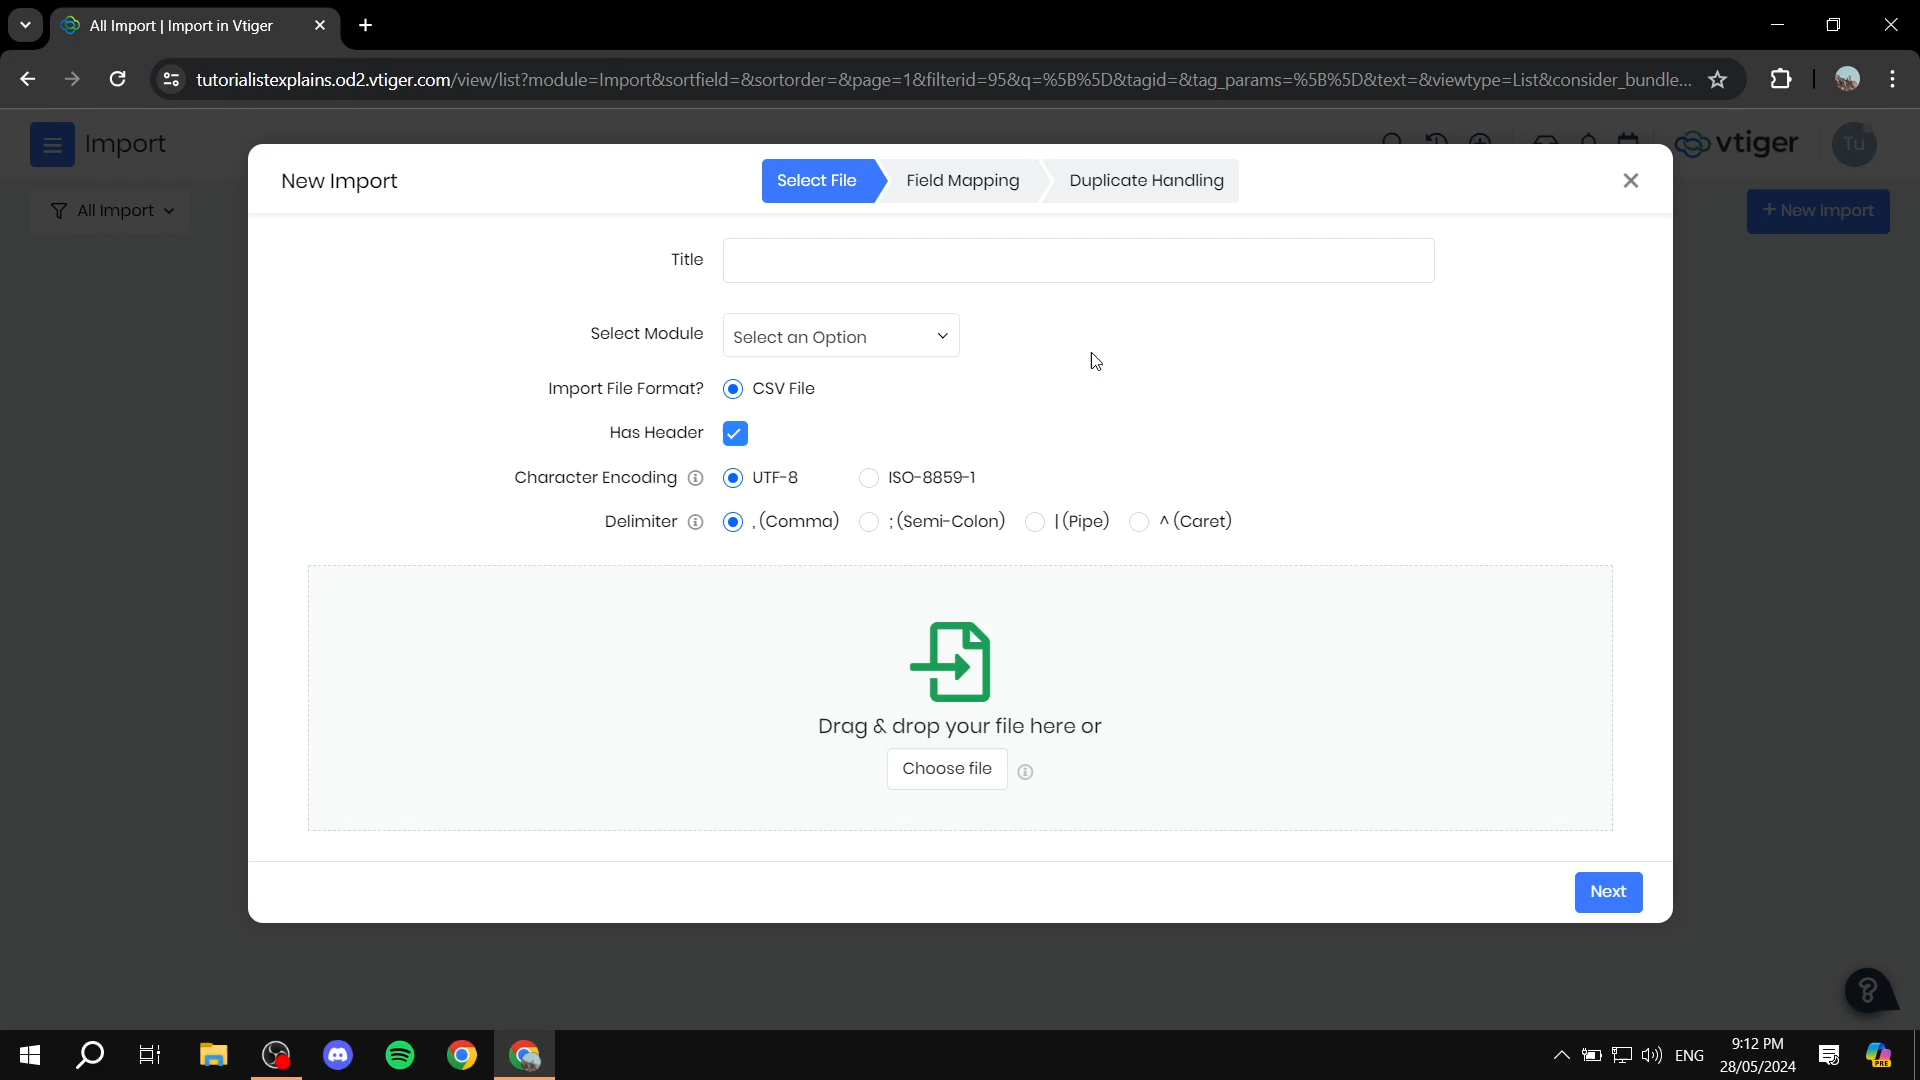 All Import | Import in Vtiger
tutorialistexplains.od2.vtiger.com/view/list?module=Import&sortfield=&sortorder=&page=1&filterid=95&q=%5B%5D&tagid=&tag_params=%5B%5D&text=&viewtype=List&consider_bundle...
Import
vtiger
Tu
All Import
+ New Import
New Import
Select File
Field Mapping
Duplicate Handling
Title
Select Module
Select an Option
Import File Format?
CSV File
Has Header
Character Encoding
UTF-8
ISO-8859-1
Delimiter
, (Comma)
; (Semi-Colon)
| (Pipe)
^ (Caret)
Drag & drop your file here or
Choose file
Next
ENG
9:12 PM
28/05/2024
PRE